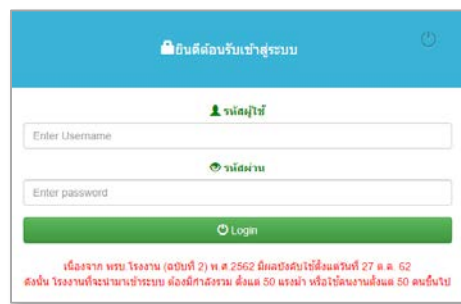 ยินดีต้อนรับเข้าสู่ระบบ
รหัสผู้ใช้
Enter Username
รหัสผ่าน
Enter password
Login
เนื่องจาก พรบ โรงงาน (ฉบับที่ 2) พ.ศ.2562 มีผลบังคับใช้ตั้งแต่วันที่ 27 ต.ค. 62
ดังนั้น โรงงานที่จะนำมาเข้าระบบ ต้องมีกำลังรวม ตั้งแต่ 50 แรงม้า หรือใช้คนงานตั้งแต่ 50 คนขึ้นไป